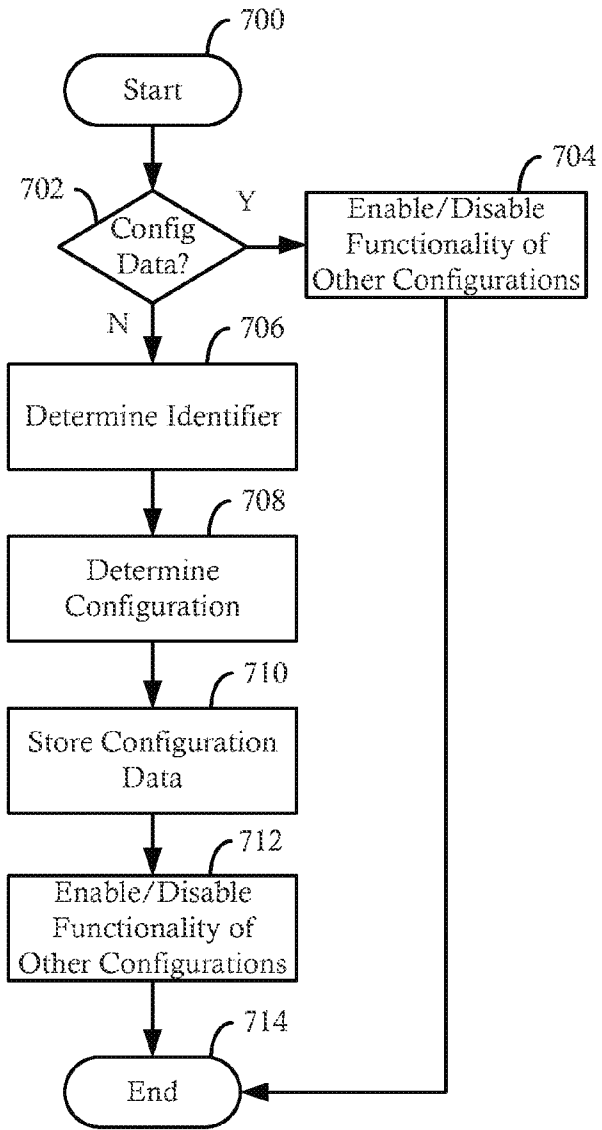 700
Start
702
Config
Data?
Y
704
Enable/Disable
Functionality of
Other Configurations
N
706
Determine Identifier
708
Determine
Configuration
710
Store Configuration
Data
712
Enable/Disable
Functionality of
Other Configurations
714
End